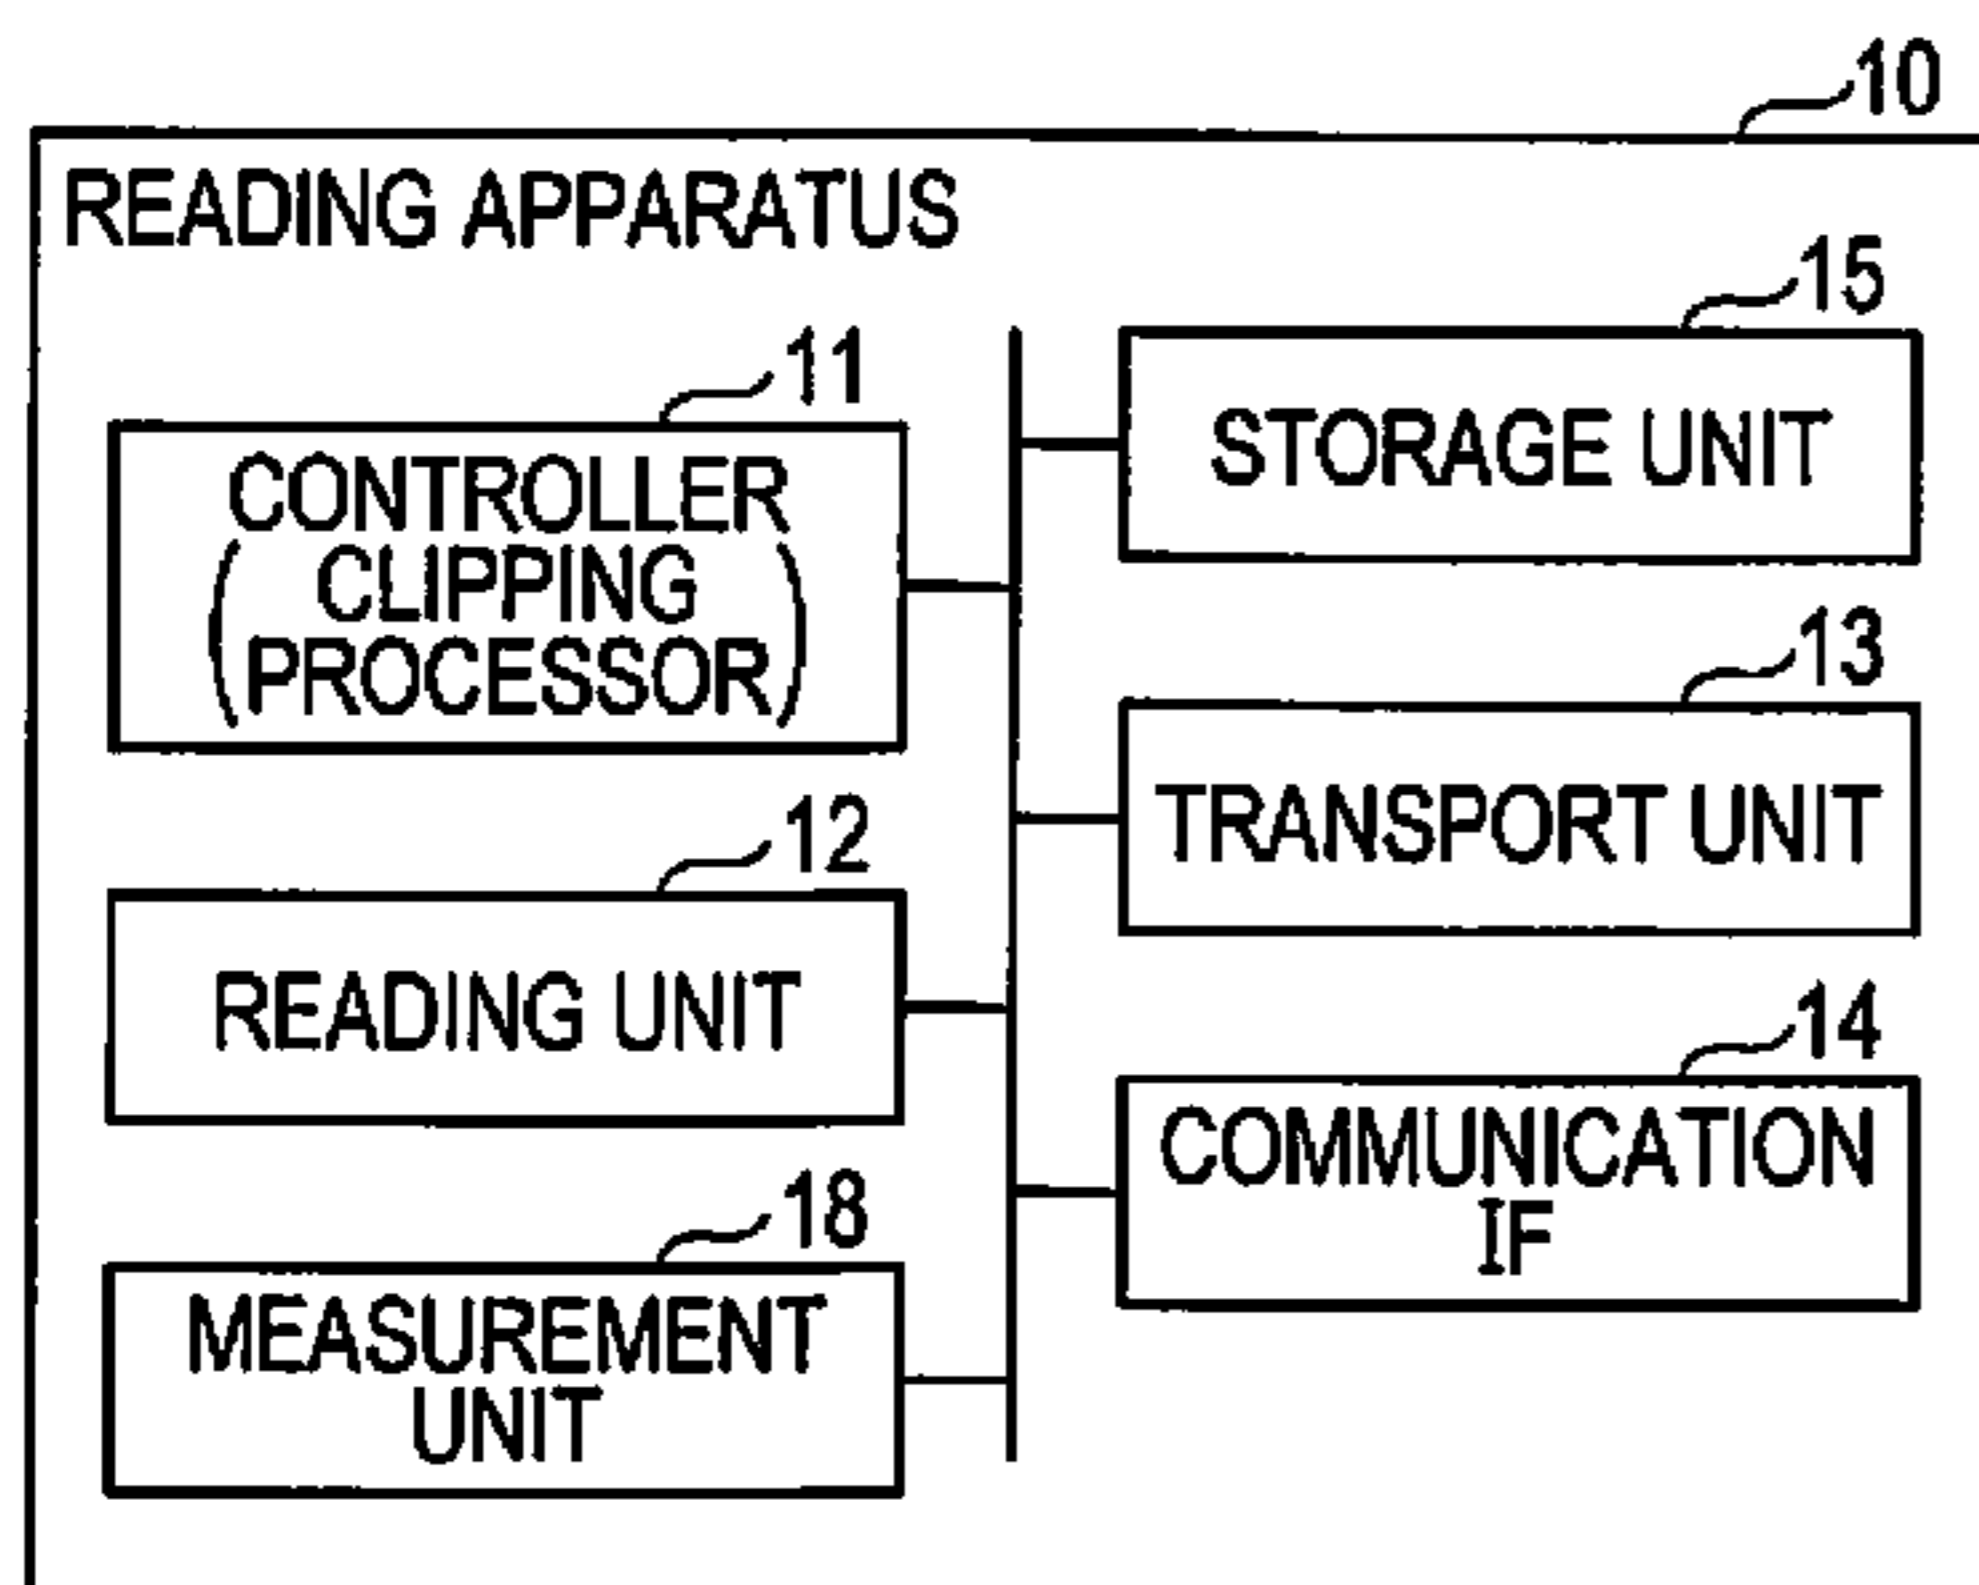 10
READING APPARATUS
11
CONTROLLER
(CLIPPING
PROCESSOR)
12
READING UNIT
18
MEASUREMENT
UNIT
15
STORAGE UNIT
13
TRANSPORT UNIT
14
COMMUNICATION
IF